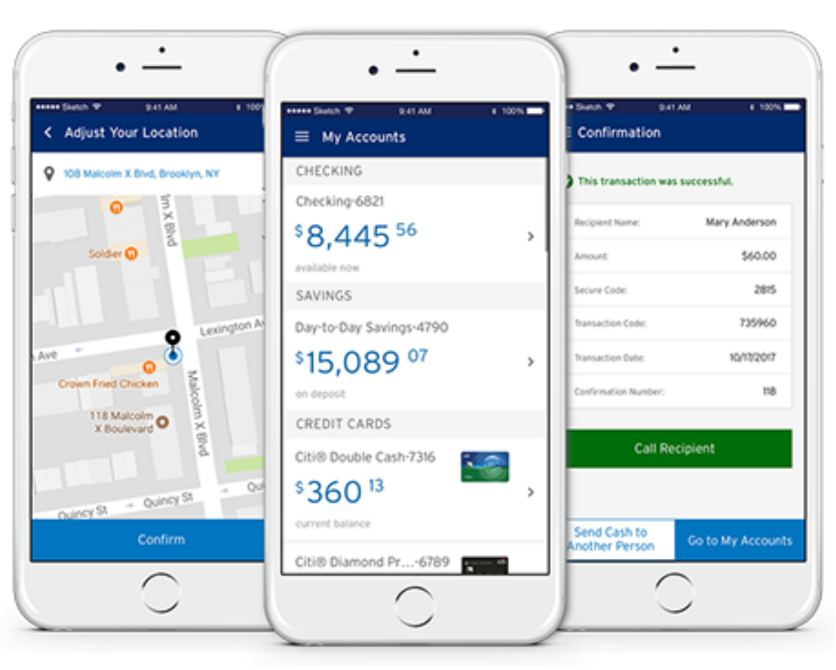 Sketch 9:41 AM 100%
Adjust Your Location
108 Malcolm X Blvd, Brooklyn, NY
lm X Blvd
Soldier
Lexington Av
Ave
Crown Fried Chicken
118 Malcolm
X Boulevard
Malcolm X Blvd
Quincy St
Quincy St
Qui
Confirm
Sketch 9:41 AM 100%
My Accounts
CHECKING
Checking-6821
$8,445 56
available now
SAVINGS
Day-to-Day Savings-4790
$15,089 07
on deposit
CREDIT CARDS
Citi® Double Cash-7316
$360 13
current balance
Citi® Diamond Pr...-6789
Sketch 9:41 AM 100%
Confirmation
This transaction was successful.
Recipient Name: Mary Anderson
Amount: $60.00
Secure Code: 2815
Transaction Code: 735960
Transaction Date: 10/17/2017
Confirmation Number: 118
Call Recipient
Send Cash to
Another Person
Go to My Accounts